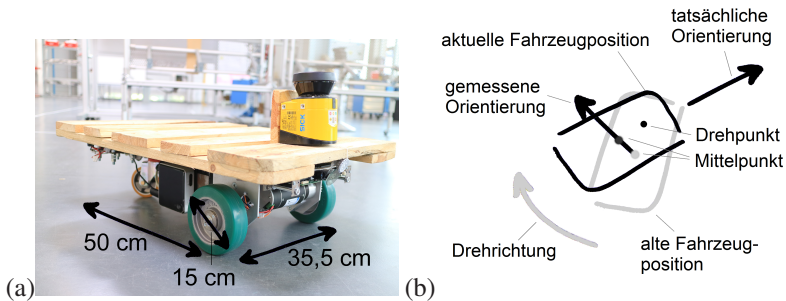 50 cm
15 cm
35,5 cm
SICK
(a)
tatsächliche
Orientierung
aktuelle Fahrzeugposition
gemessene
Orientierung
Drehpunkt
Mittelpunkt
Drehrichtung
alte Fahrzeug-
position
(b)